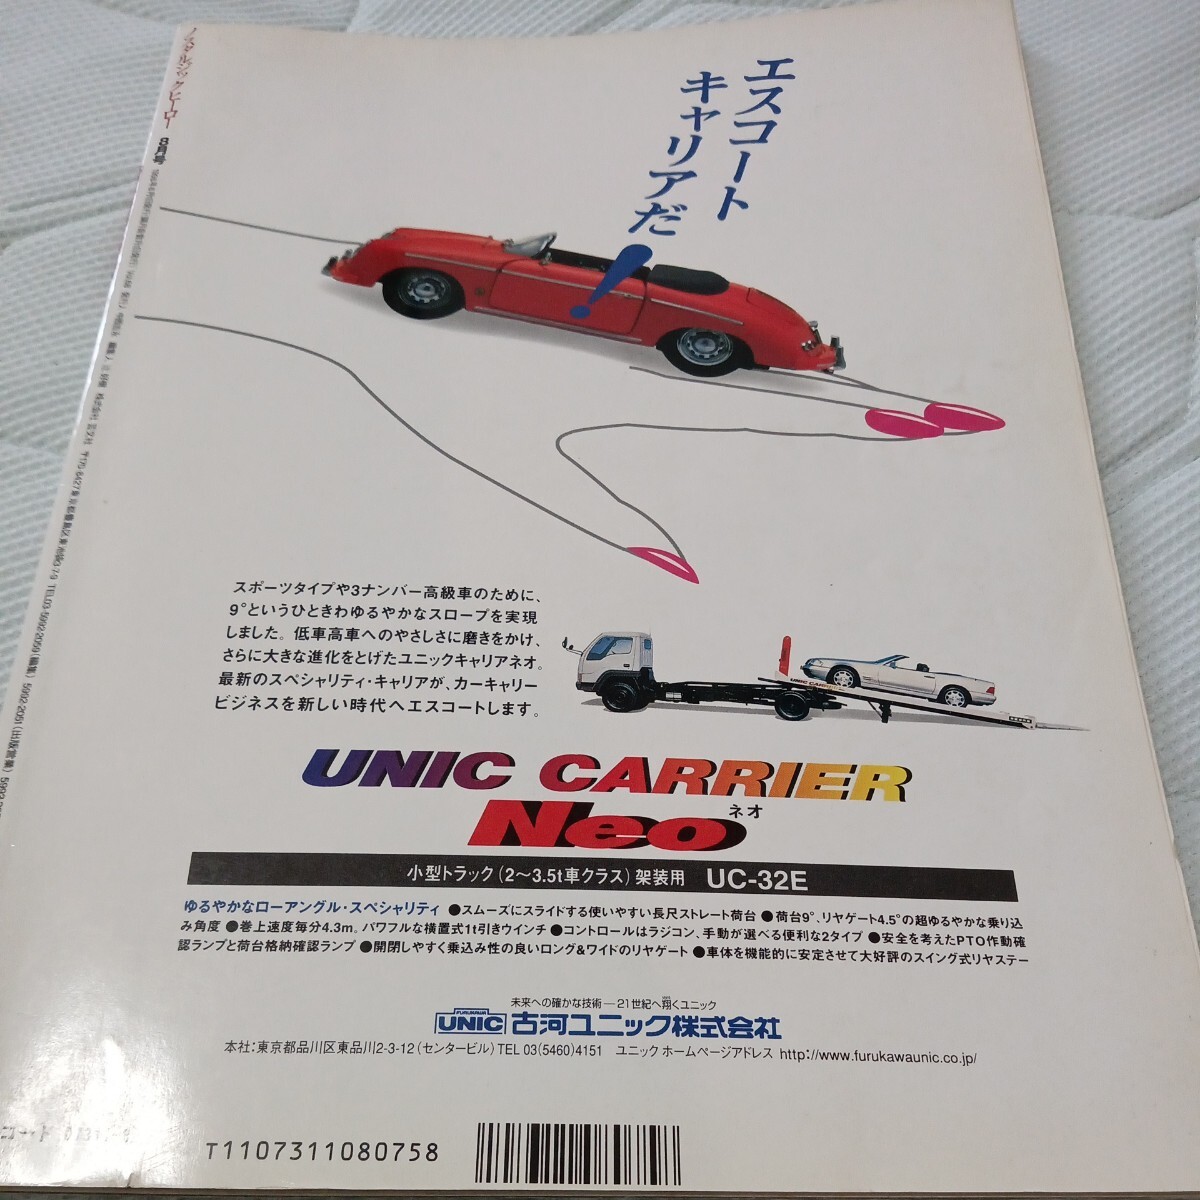 ノスタルジックヒーロー 8月号
エスコート
キャリアだ!
スポーツタイプや3ナンバー高級車のために、
9°というひときわゆるやかなスロープを実現
しました。低車高車へのやさしさに磨きをかけ、
さらに大きな進化をとげたユニックキャリアネオ。
最新のスペシャリティ・キャリアが、カーキャリー
ビジネスを新しい時代へエスコートします。
UNIC CARRIER
UNIC CARRIER
Neo
ネオ
小型トラック(2〜3.5t車クラス)架装用 UC-32E
ゆるやかなローアングル・スペシャリティ ●スムーズにスライドする使いやすい長尺ストレート荷台 ●荷台9°、リヤゲート4.5°の超ゆるやかな乗り込
み角度 ●巻上速度毎分4.3m。パワフルな横置式1t引きウインチ ●コントロールはラジコン、手動が選べる便利な2タイプ ●安全を考えたPTO作動確
認ランプと荷台格納確認ランプ ●開閉しやすく乗込み性の良いロング&ワイドのリヤゲート ●車体を機能的に安定させて大好評のスイング式リヤステー
未来への確かな技術—21世紀へ翔くユニック
FURUKAWA
UNIC 古河ユニック株式会社
本社:東京都品川区東品川2-3-12(センタービル)TEL 03(5460)4151 ユニック ホームページアドレス http://www.furukawaunic.co.jp/
T1107311080758